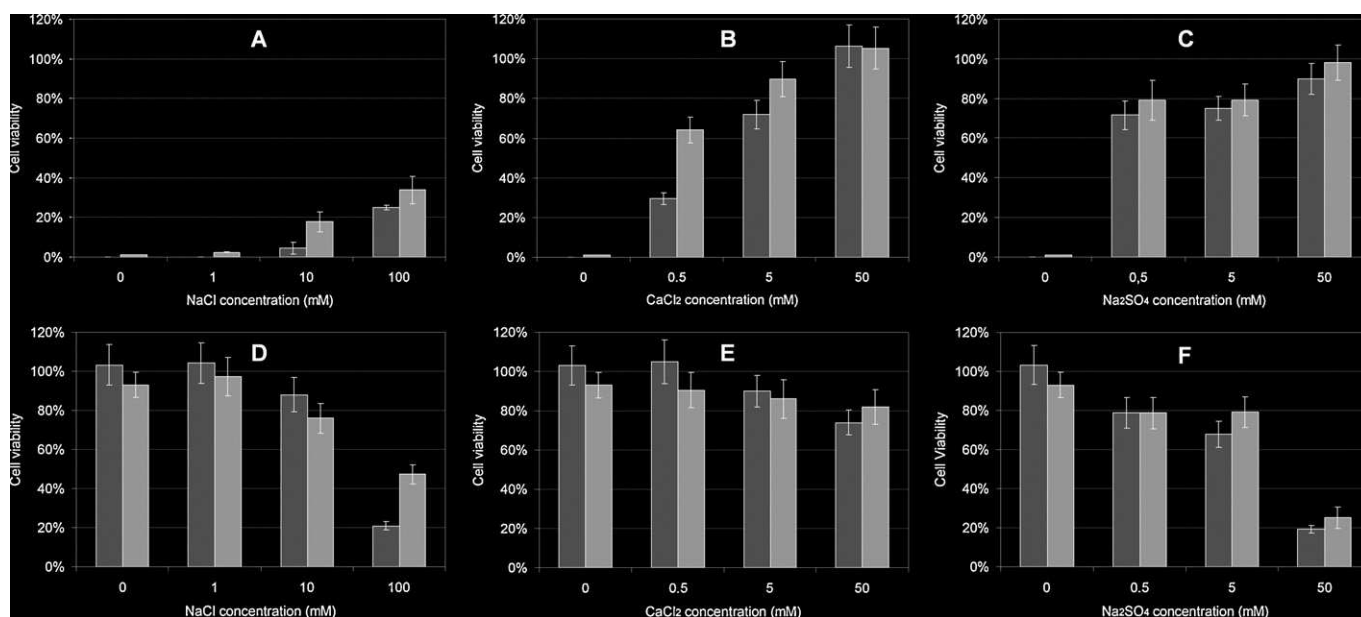 A
Cell viability
120%
100%
80%
60%
40%
20%
0%
0 1 10 100
NaCl concentration (mM)
B
Cell viability
120%
100%
80%
60%
40%
20%
0%
0 0.5 5 50
CaCl₂ concentration (mM)
C
Cell viability
120%
100%
80%
60%
40%
20%
0%
0 0,5 5 50
Na₂SO₄ concentration (mM)
D
Cell viability
120%
100%
80%
60%
40%
20%
0%
0 1 10 100
NaCl concentration (mM)
E
Cell viability
120%
100%
80%
60%
40%
20%
0%
0 0.5 5 50
CaCl₂ concentration (mM)
F
Cell Viability
120%
100%
80%
60%
40%
20%
0%
0 0.5 5 50
Na₂SO₄ concentration (mM)